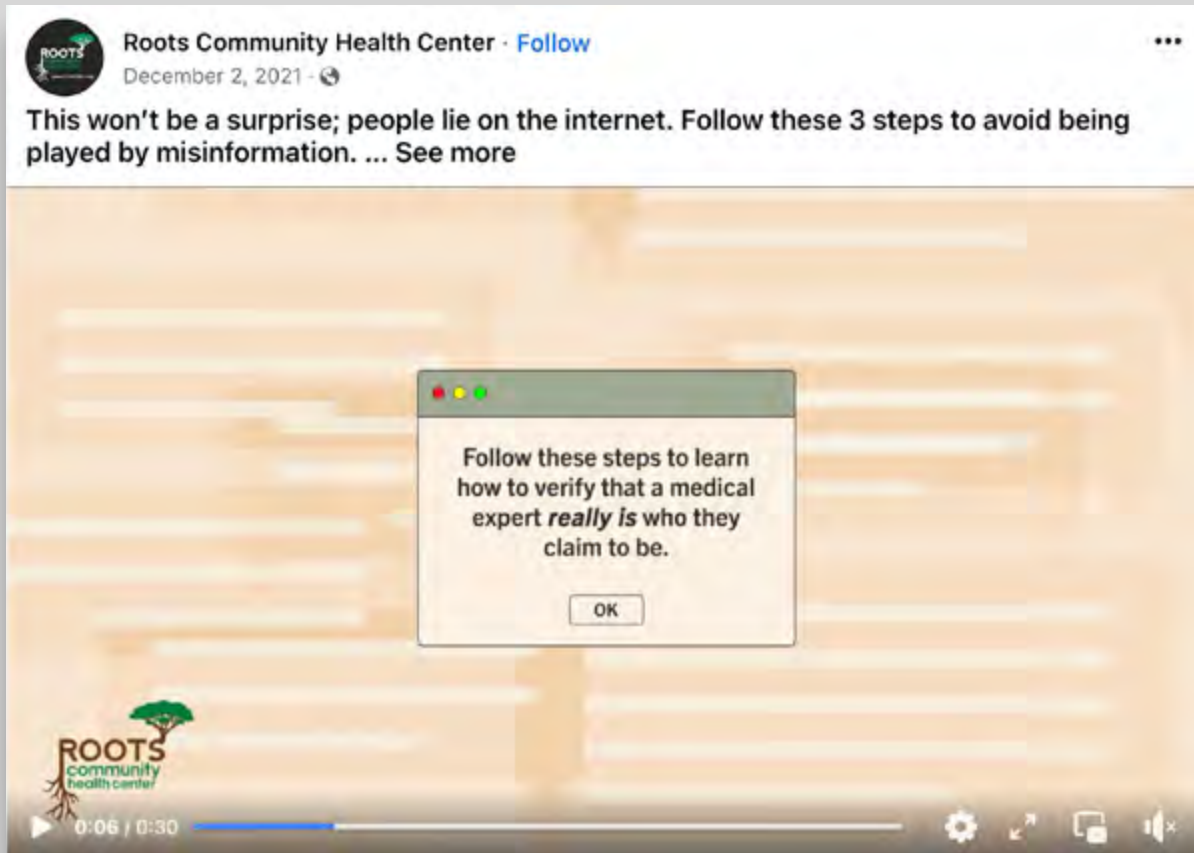 ROOTS
Roots Community Health Center · Follow
December 2, 2021 ·
This won't be a surprise; people lie on the internet. Follow these 3 steps to avoid being
played by misinformation. ... See more
Follow these steps to learn
how to verify that a medical
expert really is who they
claim to be.
OK
ROOTS
community
health center
0:06 / 0:30